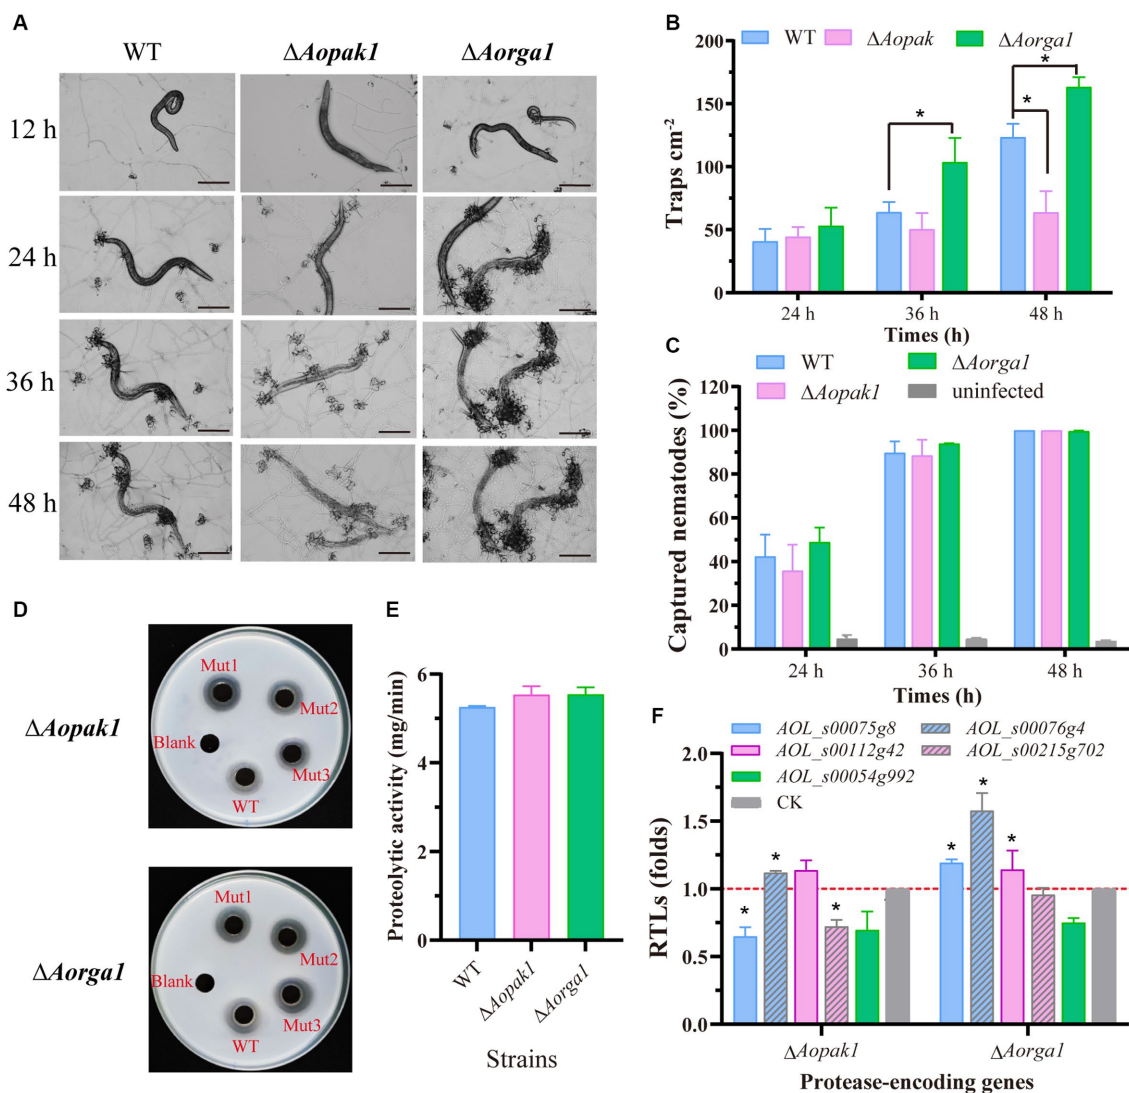 A
WT
ΔAopak1
ΔAorga1
12 h
24 h
36 h
48 h
B
WT
ΔAopak
ΔAorga1
Traps cm-2
200
150
100
50
0
*
*
*
24 h
36 h
48 h
Times (h)
C
WT
ΔAorga1
ΔAopak1
uninfected
Captured nematodes (%)
120
100
80
60
40
20
0
24 h
36 h
48 h
Times (h)
D
ΔAopak1
Mut1
Mut2
Blank
Mut3
WT
ΔAorga1
Mut1
Mut2
Blank
Mut3
WT
E
Proteolytic activity (mg/min)
6
5
2
0
WT
ΔAopak1
ΔAorga1
Strains
F
AOL_s00075g8
AOL_s00076g4
AOL_s00112g42
AOL_s00215g702
AOL_s00054g992
CK
RTLs (folds)
2.0
1.5
1.0
0.5
0.0
*
*
*
*
*
*
ΔAopak1
ΔAorga1
Protease-encoding genes